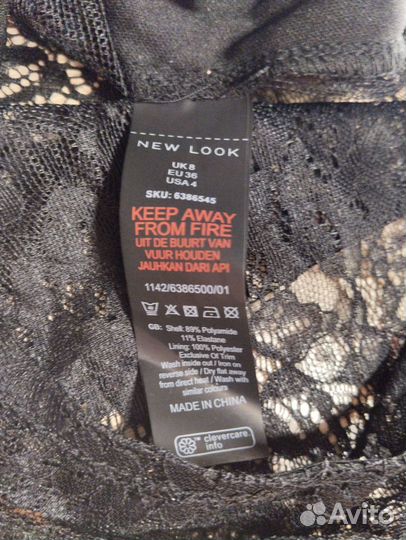 NEW LOOK
UK 8
EU 36
USA 4
SKU: 6386545
KEEP AWAY
FROM FIRE
UIT DE BUURT VAN
VUUR HOUDEN
JAUHKAN DARI API
1142/6386500/01
GB: Shell: 89% Polyamide
11% Elastane
Lining: 100% Polyester
Exclusive Of Trim
Wash inside out / Iron on
reverse side / Dry flat away
from direct heat / Wash with
similar colours
MADE IN CHINA
clevercare.
info
Avito